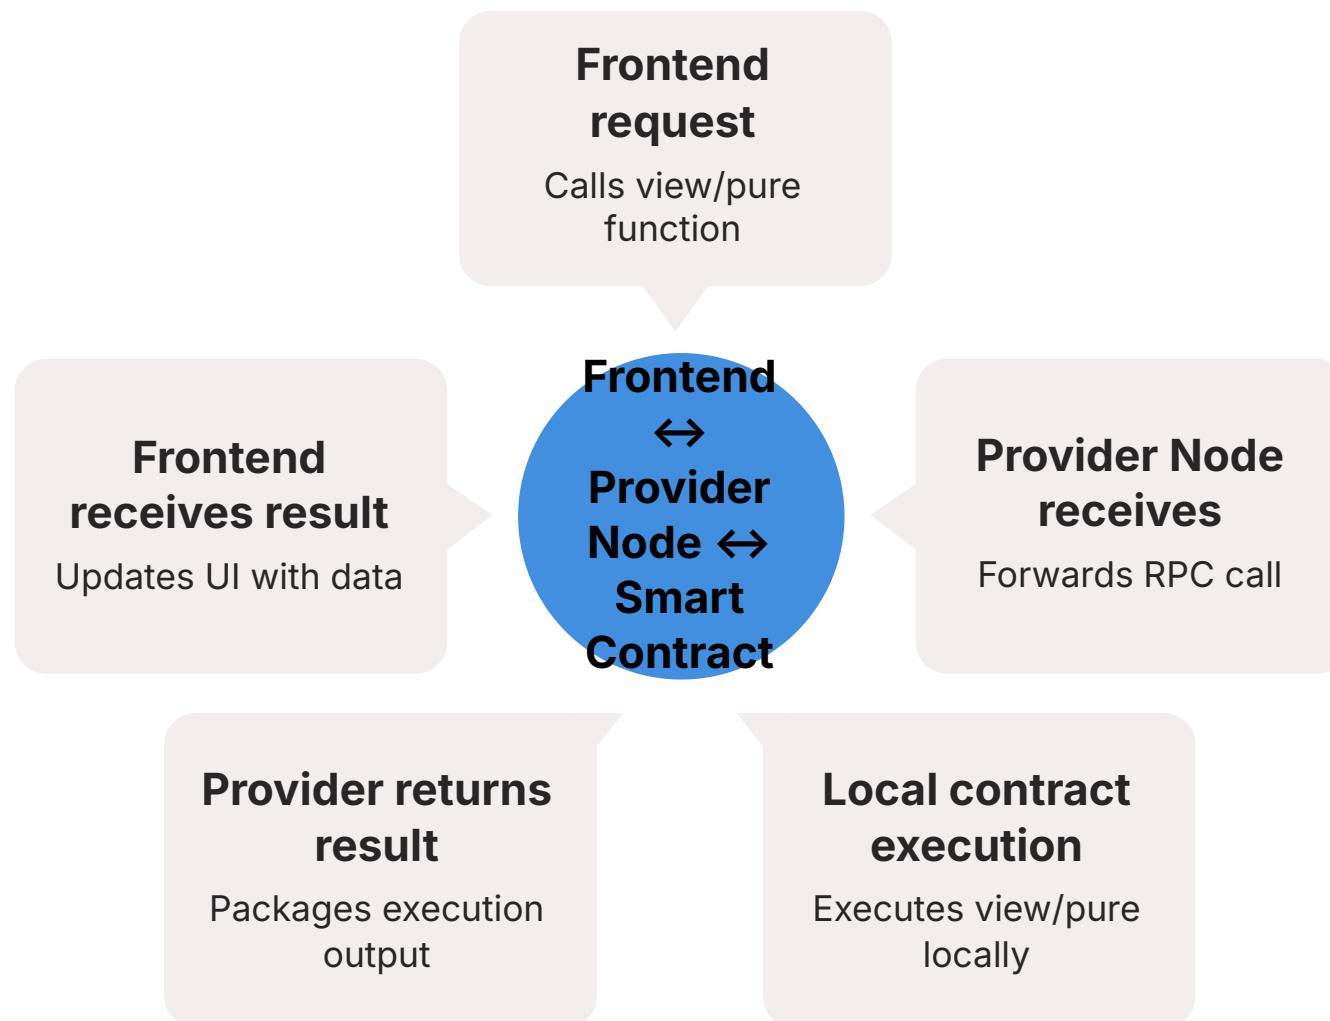 Frontend
request
Calls view/pure
function
Frontend
↔
Provider
Node ↔
Smart
Contract
Frontend
receives result
Updates UI with data
Provider Node
receives
Forwards RPC call
Provider returns
result
Packages execution
output
Local contract
execution
Executes view/pure
locally